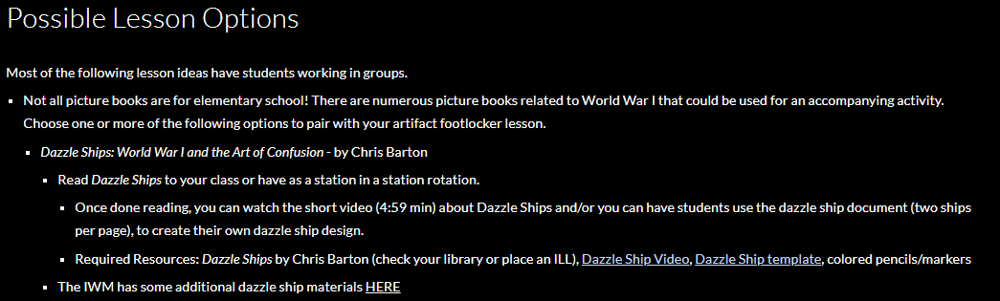 Possible Lesson Options
Most of the following lesson ideas have students working in groups.
Not all picture books are for elementary school! There are numerous picture books related to World War I that could be used for an accompanying activity.
Choose one or more of the following options to pair with your artifact footlocker lesson.
Dazzle Ships: World War I and the Art of Confusion - by Chris Barton
Read Dazzle Ships to your class or have as a station in a station rotation.
Once done reading, you can watch the short video (4:59 min) about Dazzle Ships and/or you can have students use the dazzle ship document (two ships
per page), to create their own dazzle ship design.
Required Resources: Dazzle Ships by Chris Barton (check your library or place an ILL), Dazzle Ship Video, Dazzle Ship template, colored pencils/markers
The IWM has some additional dazzle ship materials HERE